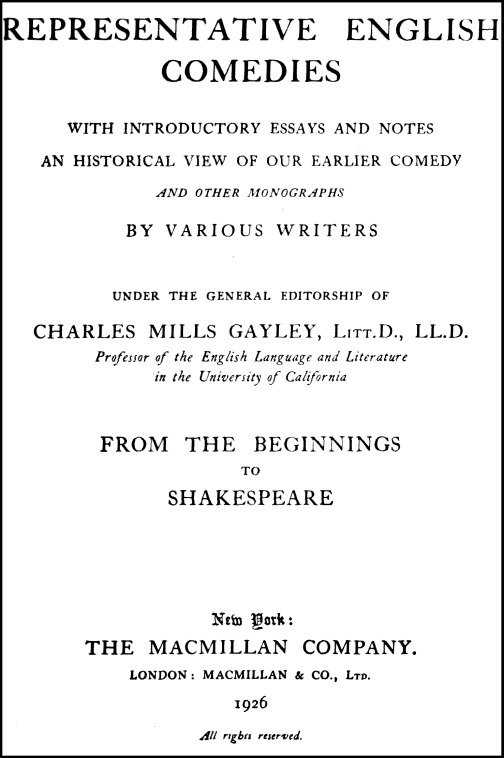 REPRESENTATIVE ENGLISH
COMEDIES
WITH INTRODUCTORY ESSAYS AND NOTES
AN HISTORICAL VIEW OF OUR EARLIER COMEDY
AND OTHER MONOGRAPHS
BY VARIOUS WRITERS
UNDER THE GENERAL EDITORSHIP OF
CHARLES MILLS GAYLEY, LITT.D., LL.D.
Professor of the English Language and Literature
in the University of California
FROM THE BEGINNINGS
TO
SHAKESPEARE
New York:
THE MACMILLAN COMPANY.
LONDON: MACMILLAN & CO., LTD.
1926
All rights reserved.